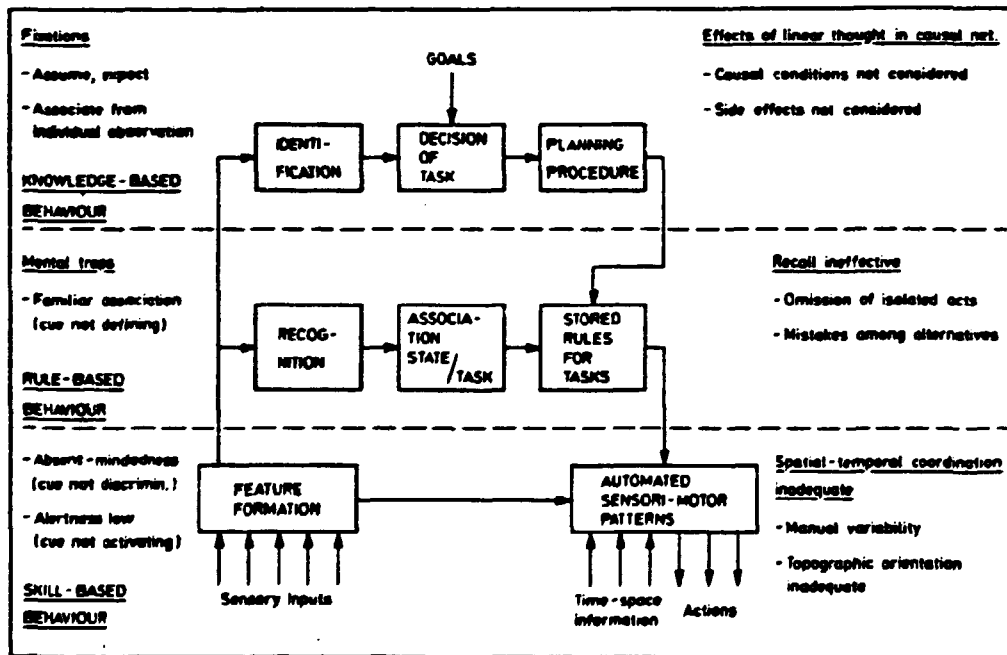 Fixations
- Assume, expect
- Associate from
individual observation
KNOWLEDGE-BASED
BEHAVIOUR
GOALS
IDENTI-
FICATION
DECISION
OF
TASK
PLANNING
PROCEDURE
Effects of linear thought in causal net.
- Causal conditions not considered
- Side effects not considered
Mental traps
- Familiar association
(cue not defining)
RULE-BASED
BEHAVIOUR
RECOG-
NITION
ASSOCIA-
TION
STATE/TASK
STORED
RULES
FOR
TASKS
Recall ineffective
- Omission of isolated acts
- Mistakes among alternatives
- Absent-mindedness
(cue not discrimin.)
- Alertness low
(cue not activating)
SKILL-BASED
BEHAVIOUR
FEATURE
FORMATION
Sensory Inputs
AUTOMATED
SENSORI-MOTOR
PATTERNS
Time-space
information
Actions
Spatial-temporal coordination
inadequate
- Manual variability
- Topographic orientation
inadequate